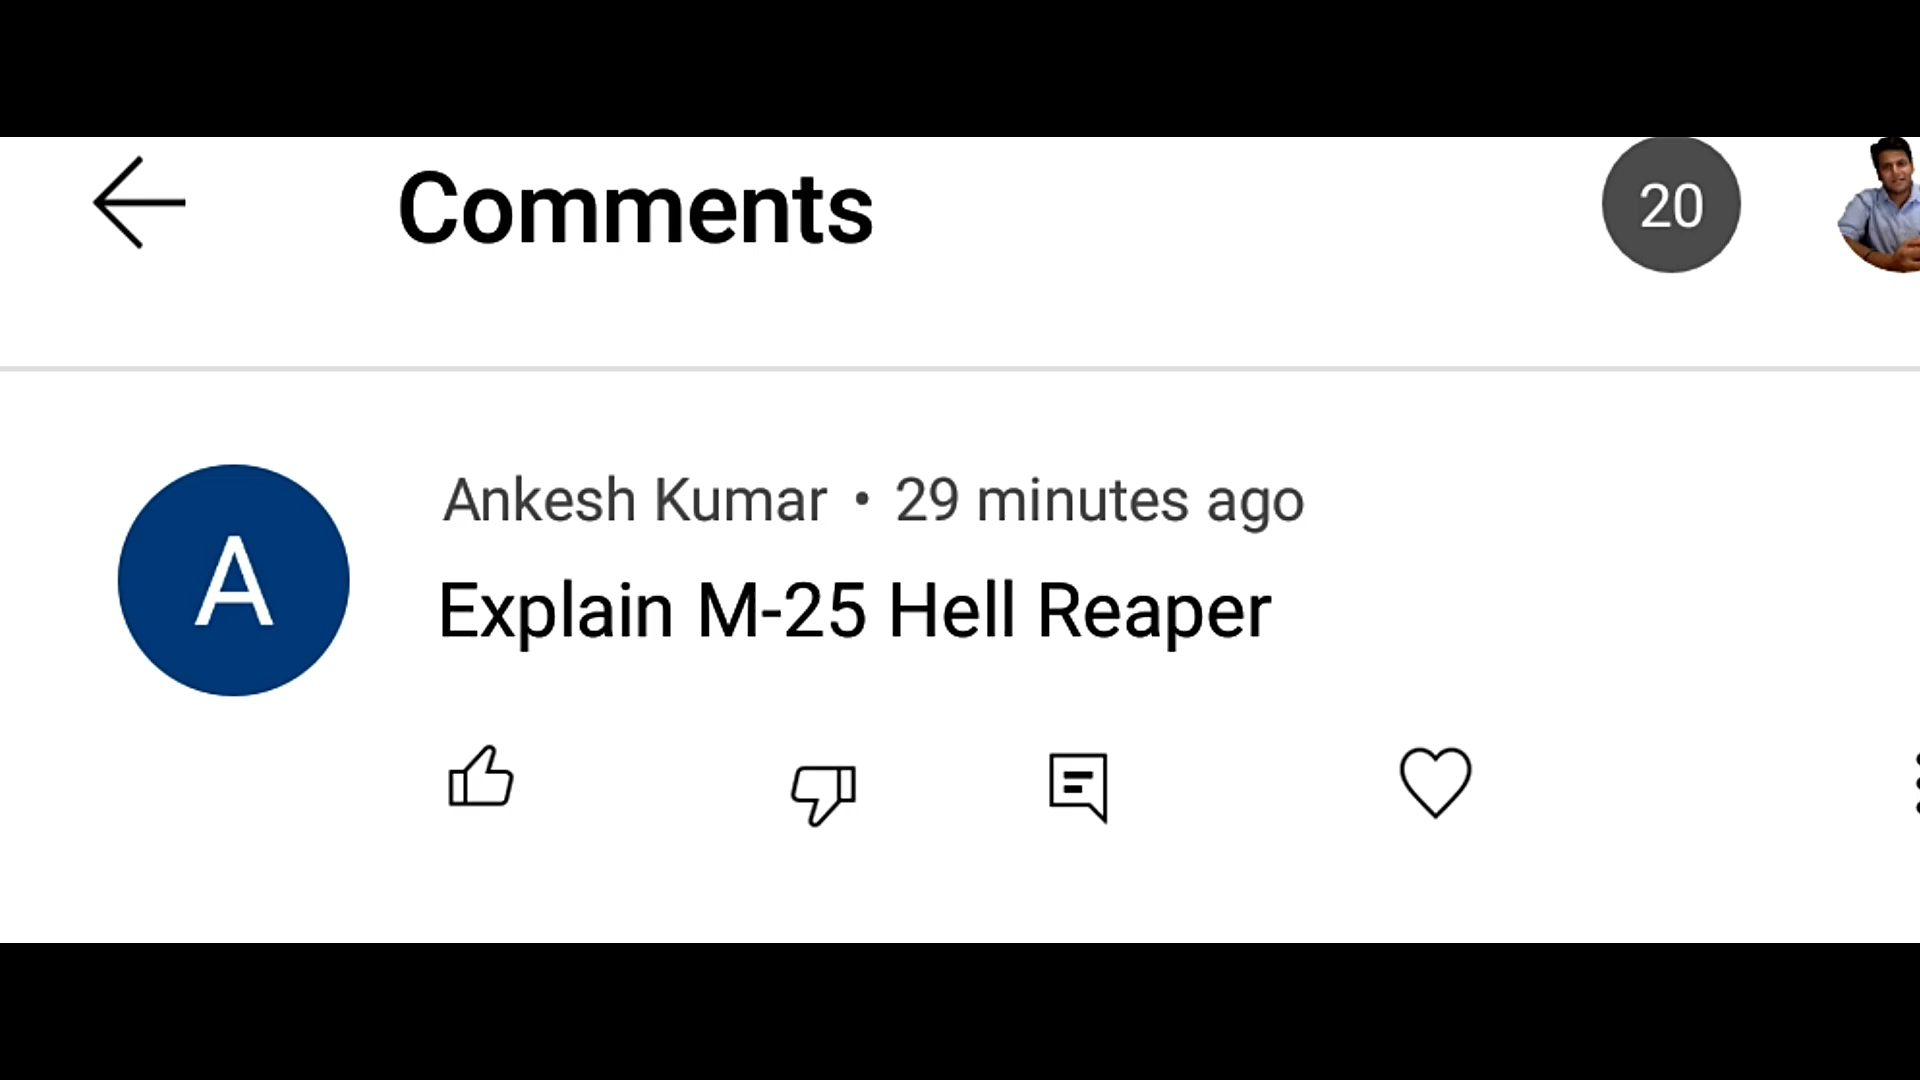 Comments
20
A
Ankesh Kumar • 29 minutes ago
Explain M-25 Hell Reaper